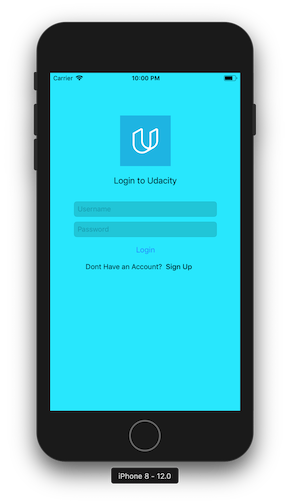 Carrier 10:00 PM
Login to Udacity
Username
Password
Login
Dont Have an Account? Sign Up
iPhone 8 - 12.0